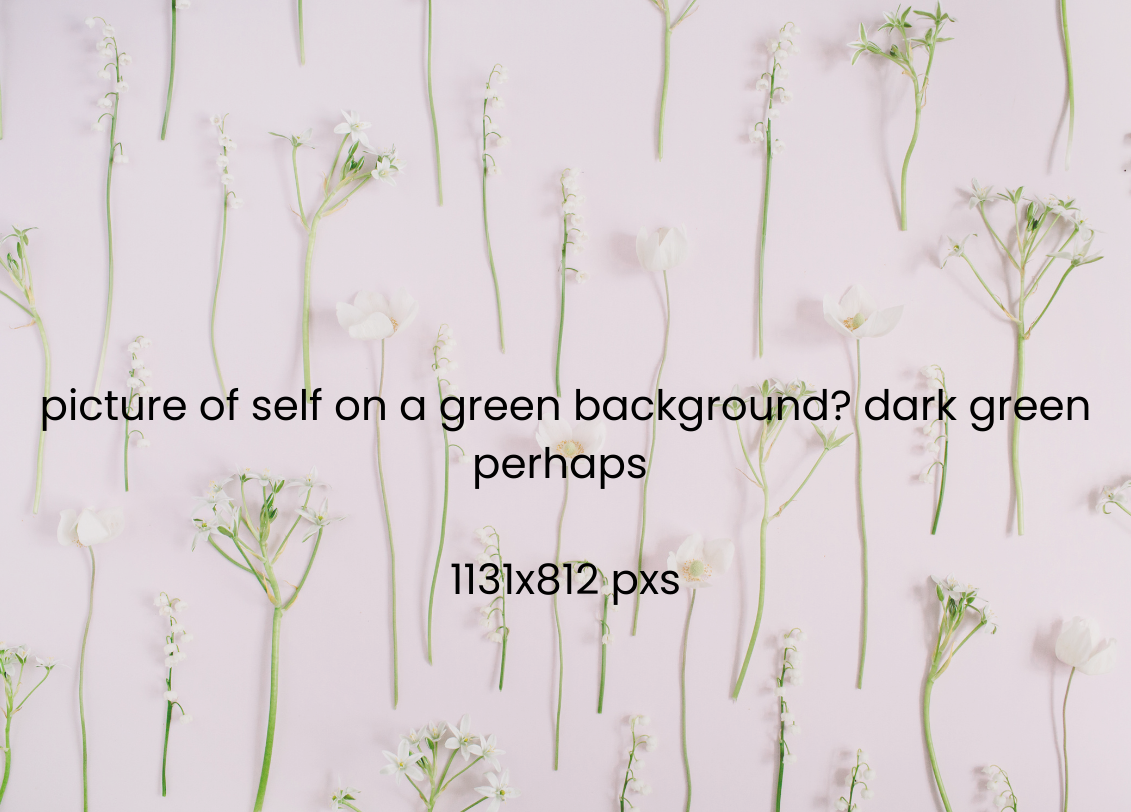 picture of self on a green background? dark green
perhaps
1131x812 pxs